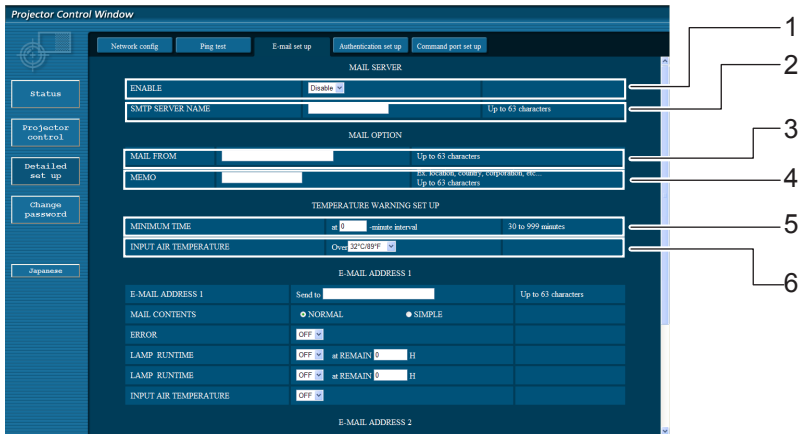 Projector Control Window
Network config Ping test E-mail set up Authentication set up Command port set up
MAIL SERVER
ENABLE Disable
SMTP SERVER NAME Up to 63 characters
MAIL OPTION
MAIL FROM Up to 63 characters
MEMO Ex. location, country, corporation, etc...
Up to 63 characters
TEMPERATURE WARNING SET UP
MINIMUM TIME at 0 -minute interval 30 to 999 minutes
INPUT AIR TEMPERATURE Over 32°C/89°F
E-MAIL ADDRESS 1
E-MAIL ADDRESS 1 Send to Up to 63 characters
MAIL CONTENTS NORMAL SIMPLE
ERROR OFF
LAMP RUNTIME OFF at REMAIN 0 H
LAMP RUNTIME OFF at REMAIN 0 H
INPUT AIR TEMPERATURE OFF
E-MAIL ADDRESS 2
Status
Projector
control
Detailed
set up
Change
password
Japanese
1
2
3
4
5
6